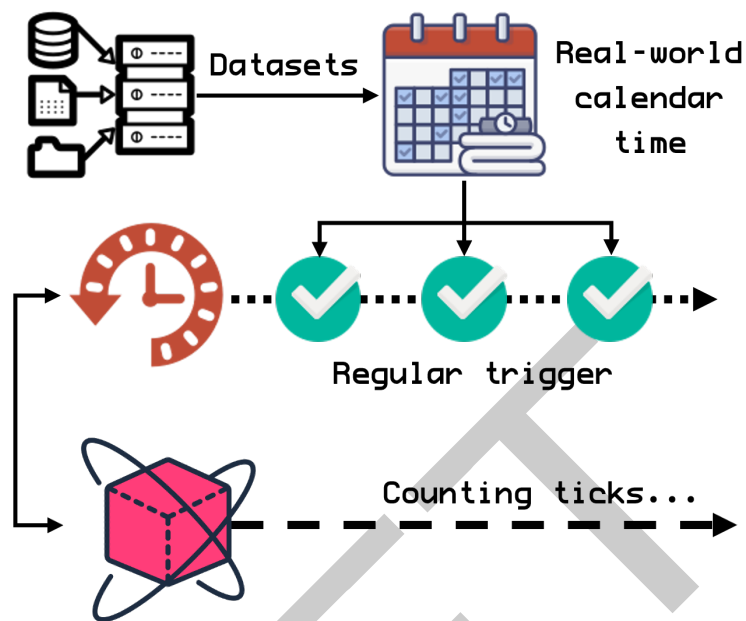 Datasets
Real-world
calendar
time
Regular trigger
Counting ticks...